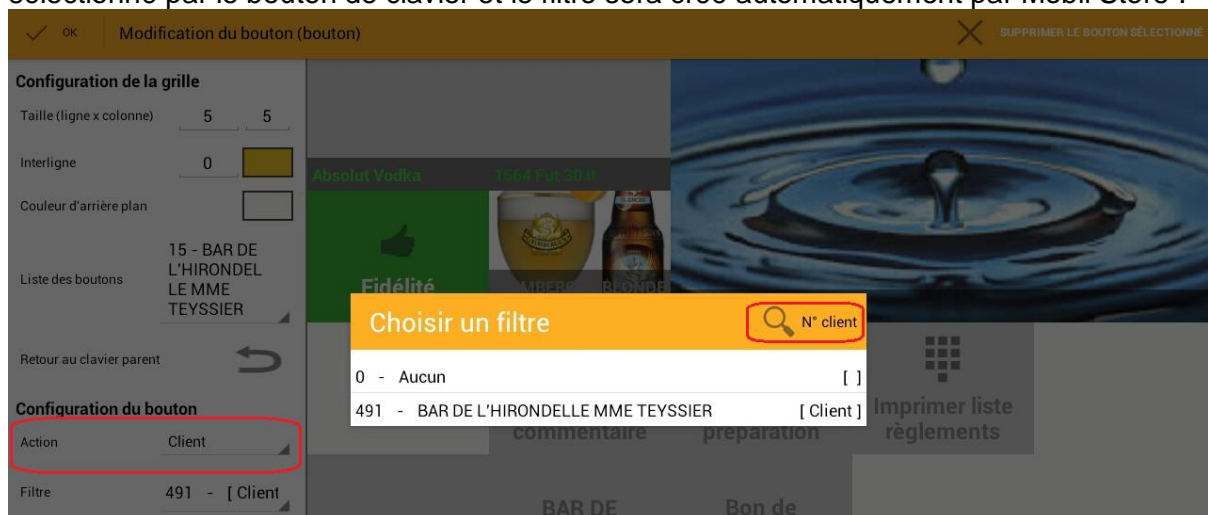 sélectionné par le bouton de clavier et le filtre sera créé automatiquement par Mobil Store :
OK Modification du bouton (bouton) SUPPRIMER LE BOUTON SÉLECTIONNÉ
Configuration de la grille
Taille (ligne x colonne) 5 5
Interligne 0
Couleur d'arrière plan
Liste des boutons
15 - BAR DE
L'HIRONDEL
LE MME
TEYSSIER
Retour au clavier parent
Configuration du bouton
Action Client
Filtre 491 - [ Client
Absolut Vodka 1664 Fut 30 lt
Fidélité
BLONDE
Choisir un filtre N° client
0 - Aucun [ ]
491 - BAR DE L'HIRONDELLE MME TEYSSIER [ Client ]
commentaire préparation
Imprimer liste
règlements
BAR DE Bon de